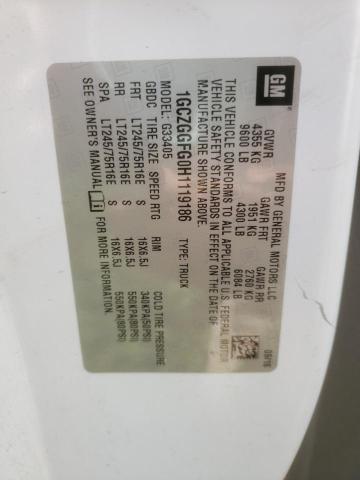 GM
MFD BY GENERAL MOTORS LLC
GVWR GAWR FRT GAWR RR
4355 KG 1951 KG 2760 KG
9600 LB 4300 LB 6084 LB
09/16
THIS VEHICLE CONFORMS TO ALL APPLICABLE U.S. FEDERAL MOTOR
VEHICLE SAFETY STANDARDS IN EFFECT ON THE DATE OF
MANUFACTURE SHOWN ABOVE.
1GCZGGFG0H1119186 TYPE: TRUCK
MODEL: G33405
GBDC TIRE SIZE SPEED RTG RIM COLD TIRE PRESSURE
FRT LT245/75R16E S 16X6.5J 340KPA(50PSI)
RR LT245/75R16E S 16X6.5J 550KPA(80PSI)
SPA LT245/75R16E S 16X6.5J 550KPA(80PSI)
SEE OWNER'S MANUAL i FOR MORE INFORMATION.